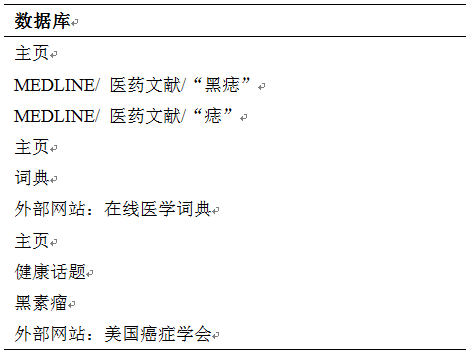 数据库
主页
MEDLINE/ 医药文献/“黑痣”
MEDLINE/ 医药文献/“痣”
主页
词典
外部网站：在线医学词典
主页
健康话题
黑素瘤
外部网站：美国癌症学会